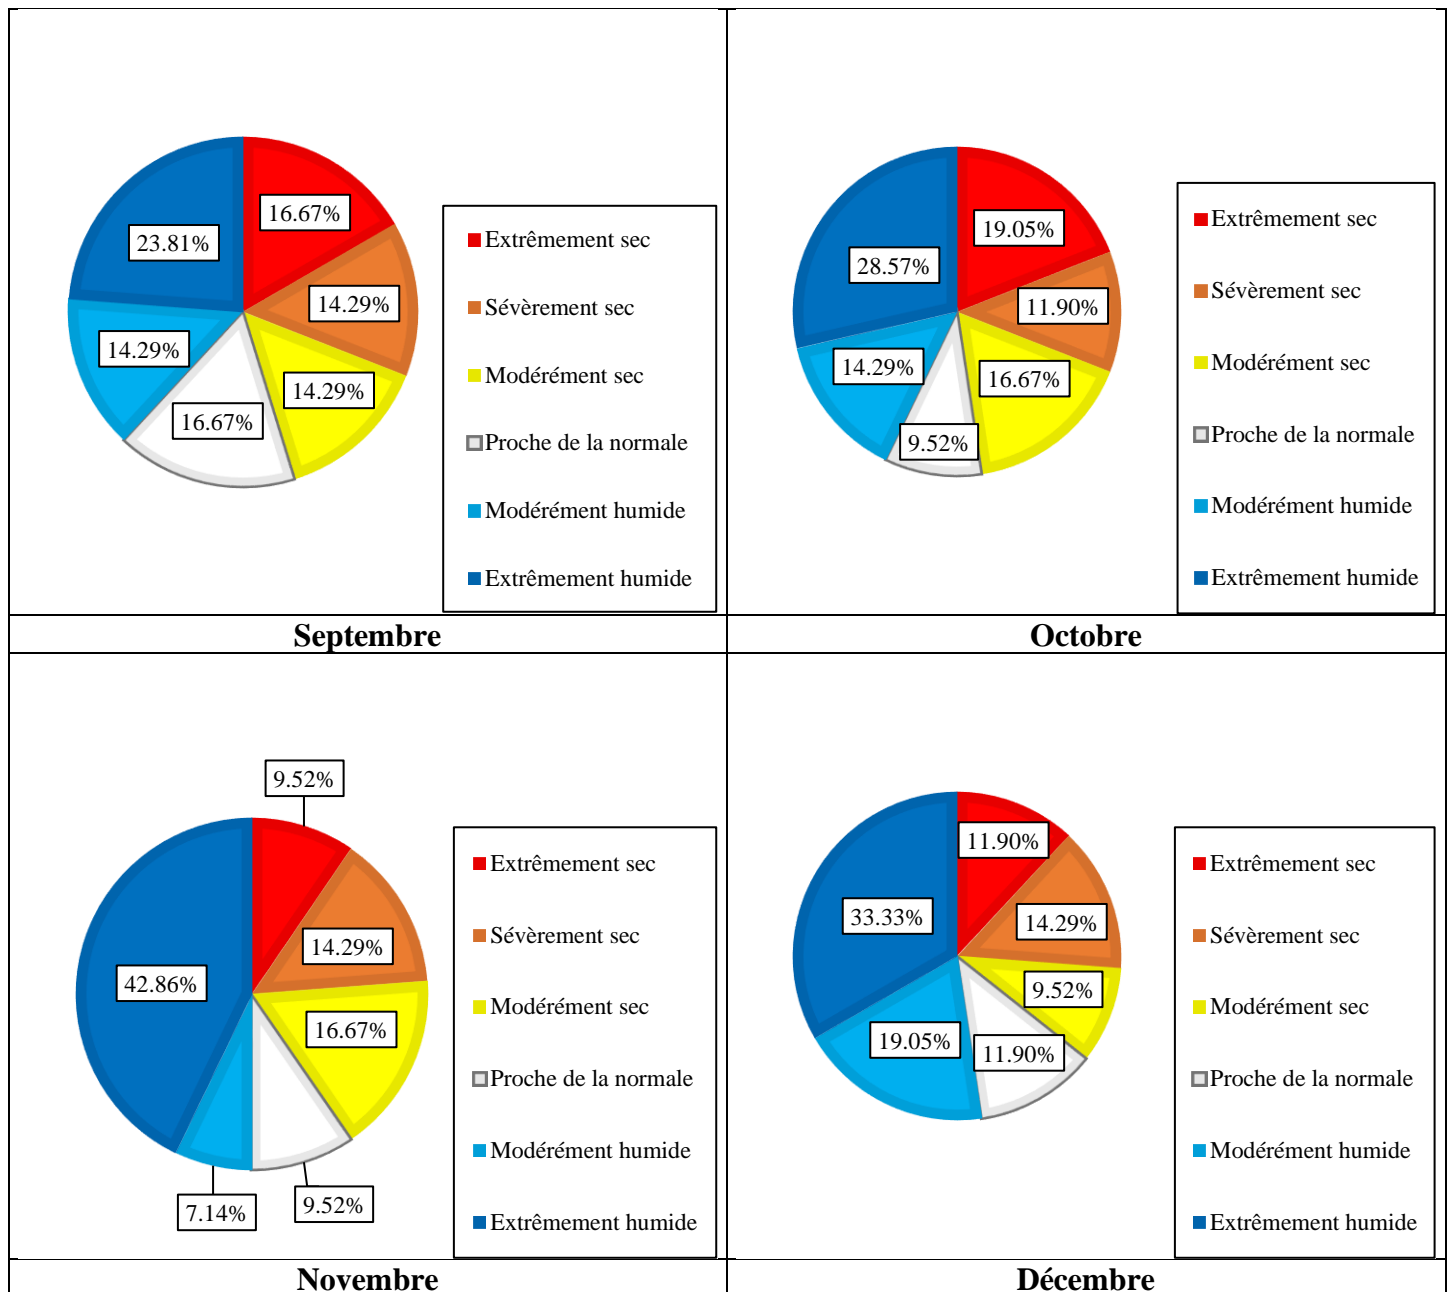 16.67%
14.29%
14.29%
16.67%
14.29%
23.81%
Extrêmement sec
Sévèrement sec
Modérément sec
Proche de la normale
Modérément humide
Extrêmement humide
Septembre
19.05%
11.90%
16.67%
9.52%
14.29%
28.57%
Extrêmement sec
Sévèrement sec
Modérément sec
Proche de la normale
Modérément humide
Extrêmement humide
Octobre
9.52%
14.29%
16.67%
9.52%
7.14%
42.86%
Extrêmement sec
Sévèrement sec
Modérément sec
Proche de la normale
Modérément humide
Extrêmement humide
Novembre
11.90%
14.29%
9.52%
11.90%
19.05%
33.33%
Extrêmement sec
Sévèrement sec
Modérément sec
Proche de la normale
Modérément humide
Extrêmement humide
Décembre